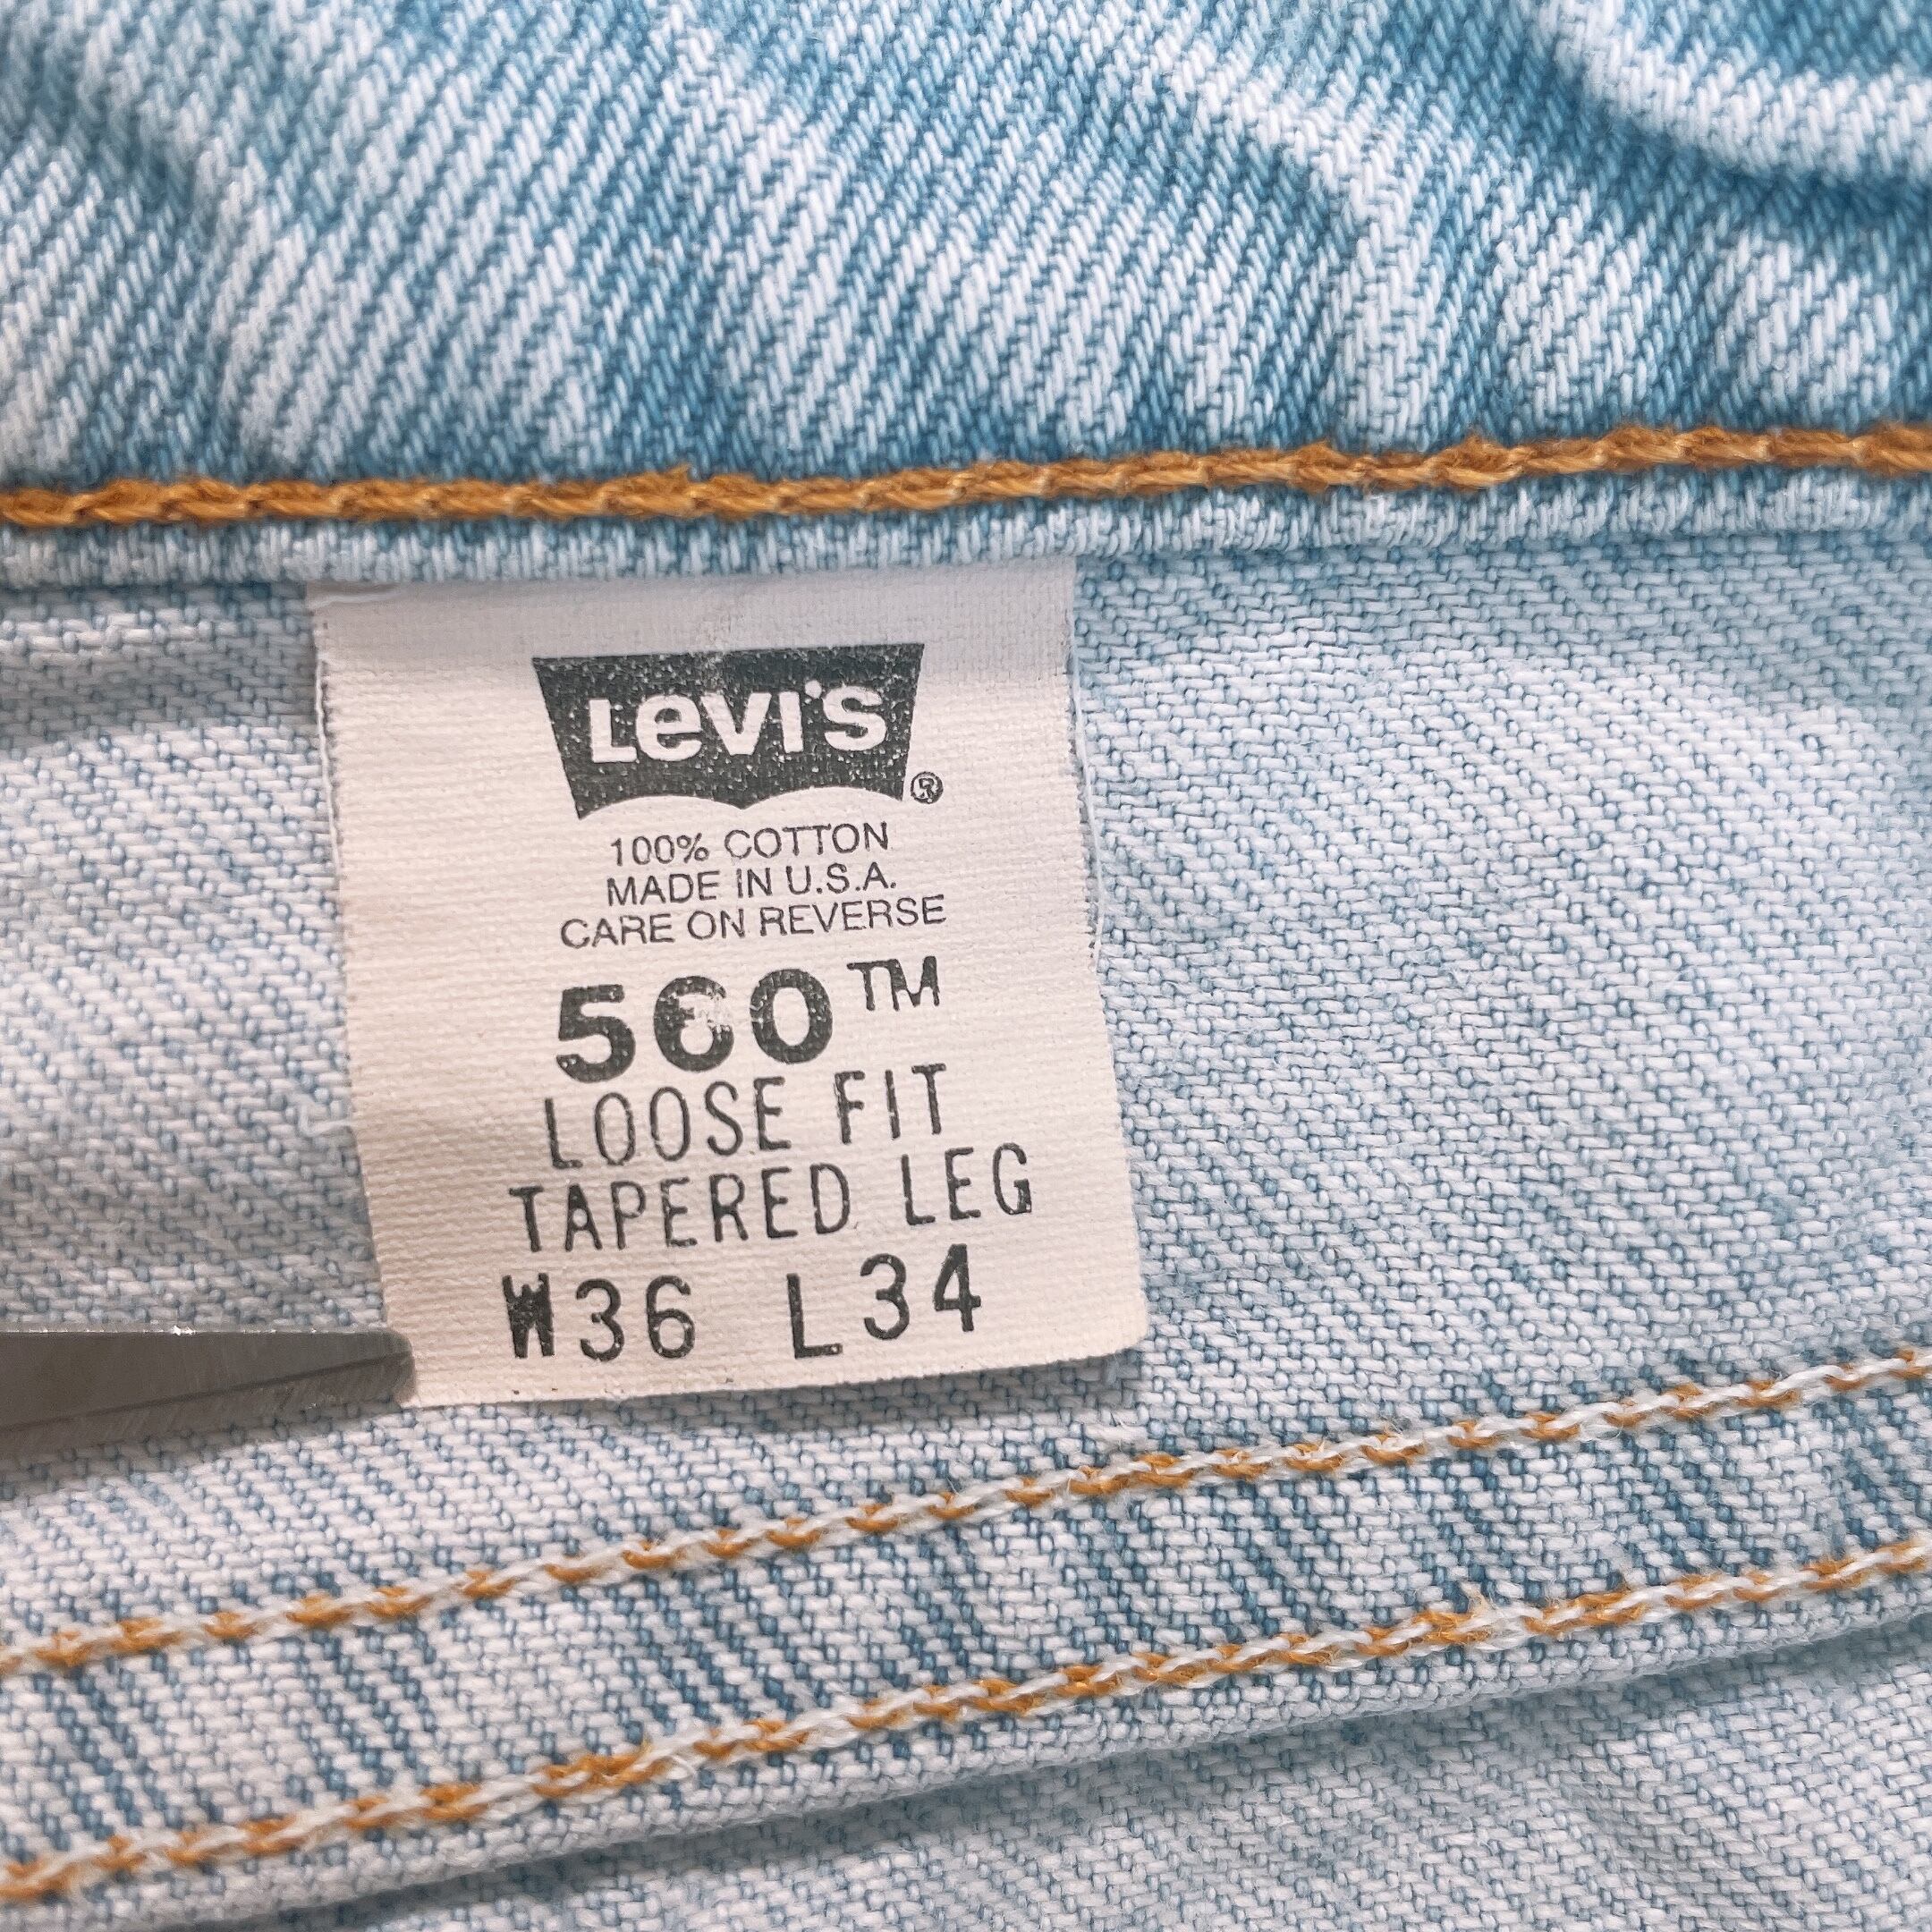 Levi's ®
100% COTTON
MADE IN U.S.A.
CARE ON REVERSE
560™
LOOSE FIT
TAPERED LEG
W36 L34